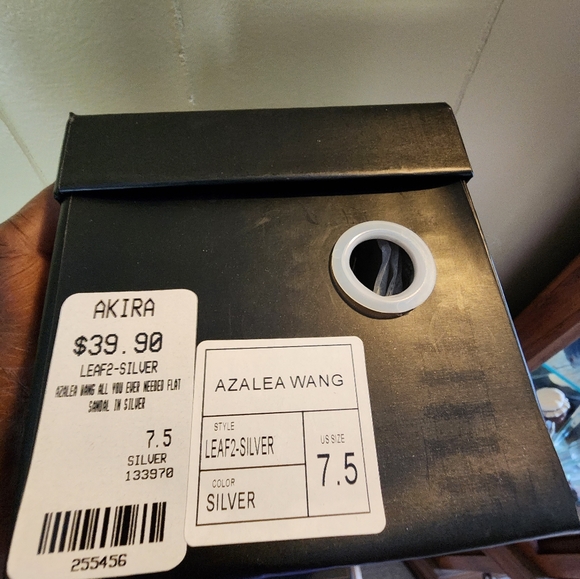 AKIRA
$39.90
LEAF2-SILVER
AZALEA WANG ALL YOU EVER NEEDED FLAT
SANDAL IN SILVER
7.5
SILVER
133970
255456
AZALEA WANG
STYLE
LEAF2-SILVER
COLOR
SILVER
US SIZE
7.5